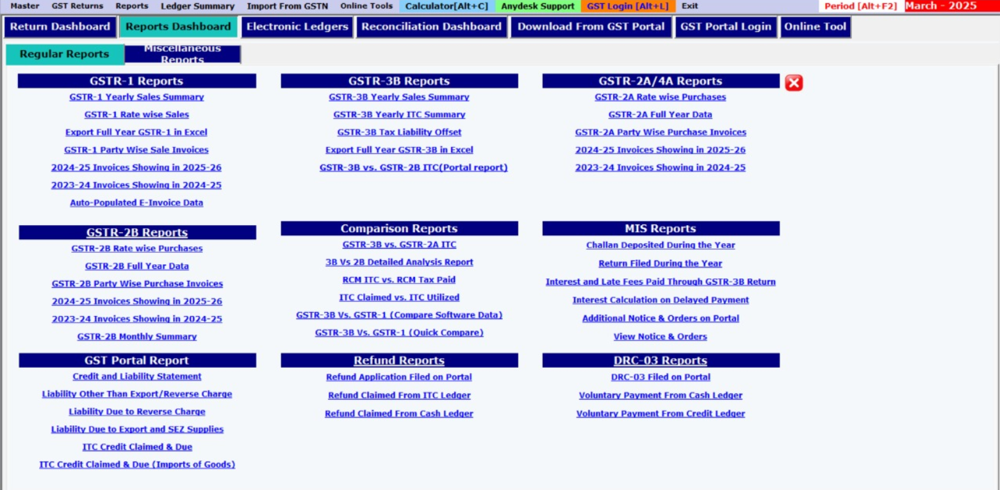 Master GST Returns Reports Ledger Summary Import From GSTN Online Tools Calculator[Alt+C] Anydesk Support GST Login [Alt+L] Exit Period [Alt+F2] March - 2025
Return Dashboard Reports Dashboard Electronic Ledgers Reconciliation Dashboard Download From GST Portal GST Portal Login Online Tool
Regular Reports
Miscellaneous
Reports
GSTR-1 Reports
GSTR-1 Yearly Sales Summary
GSTR-1 Rate wise Sales
Export Full Year GSTR-1 in Excel
GSTR-1 Party Wise Sale Invoices
2024-25 Invoices Showing in 2025-26
2023-24 Invoices Showing in 2024-25
Auto-Populated E-Invoice Data
GSTR-3B Reports
GSTR-3B Yearly Sales Summary
GSTR-3B Yearly ITC Summary
GSTR-3B Tax Liability Offset
Export Full Year GSTR-3B in Excel
GSTR-3B vs. GSTR-2B ITC(Portal report)
GSTR-2A/4A Reports
GSTR-2A Rate wise Purchases
GSTR-2A Full Year Data
GSTR-2A Party Wise Purchase Invoices
2024-25 Invoices Showing in 2025-26
2023-24 Invoices Showing in 2024-25
GSTR-2B Reports
GSTR-2B Rate wise Purchases
GSTR-2B Full Year Data
GSTR-2B Party Wise Purchase Invoices
2024-25 Invoices Showing in 2025-26
2023-24 Invoices Showing in 2024-25
GSTR-2B Monthly Summary
Comparison Reports
GSTR-3B vs. GSTR-2A ITC
3B Vs 2B Detailed Analysis Report
RCM ITC vs. RCM Tax Paid
ITC Claimed vs. ITC Utilized
GSTR-3B Vs. GSTR-1 (Compare Software Data)
GSTR-3B Vs. GSTR-1 (Quick Compare)
MIS Reports
Challan Deposited During the Year
Return Filed During the Year
Interest and Late Fees Paid Through GSTR-3B Return
Interest Calculation on Delayed Payment
Additional Notice & Orders on Portal
View Notice & Orders
GST Portal Report
Credit and Liability Statement
Liability Other Than Export/Reverse Charge
Liability Due to Reverse Charge
Liability Due to Export and SEZ Supplies
ITC Credit Claimed & Due
ITC Credit Claimed & Due (Imports of Goods)
Refund Reports
Refund Application Filed on Portal
Refund Claimed From ITC Ledger
Refund Claimed From Cash Ledger
DRC-03 Reports
DRC-03 Filed on Portal
Voluntary Payment From Cash Ledger
Voluntary Payment From Credit Ledger